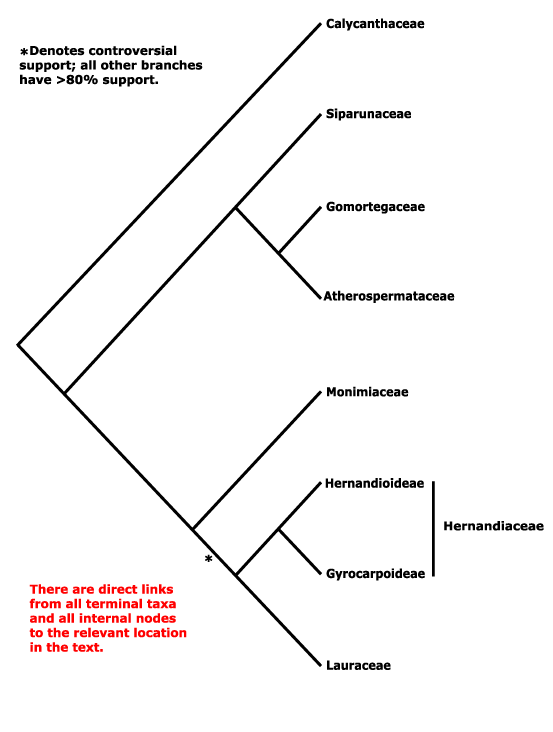 Calycanthaceae
*Denotes controversial
support; all other branches
have >80% support.
Siparunaceae
Gomortegaceae
Atherospermataceae
Monimiaceae
Hernandioideae
Hernandiaceae
*
Gyrocarpoideae
There are direct links
from all terminal taxa
and all internal nodes
to the relevant location
in the text.
Lauraceae